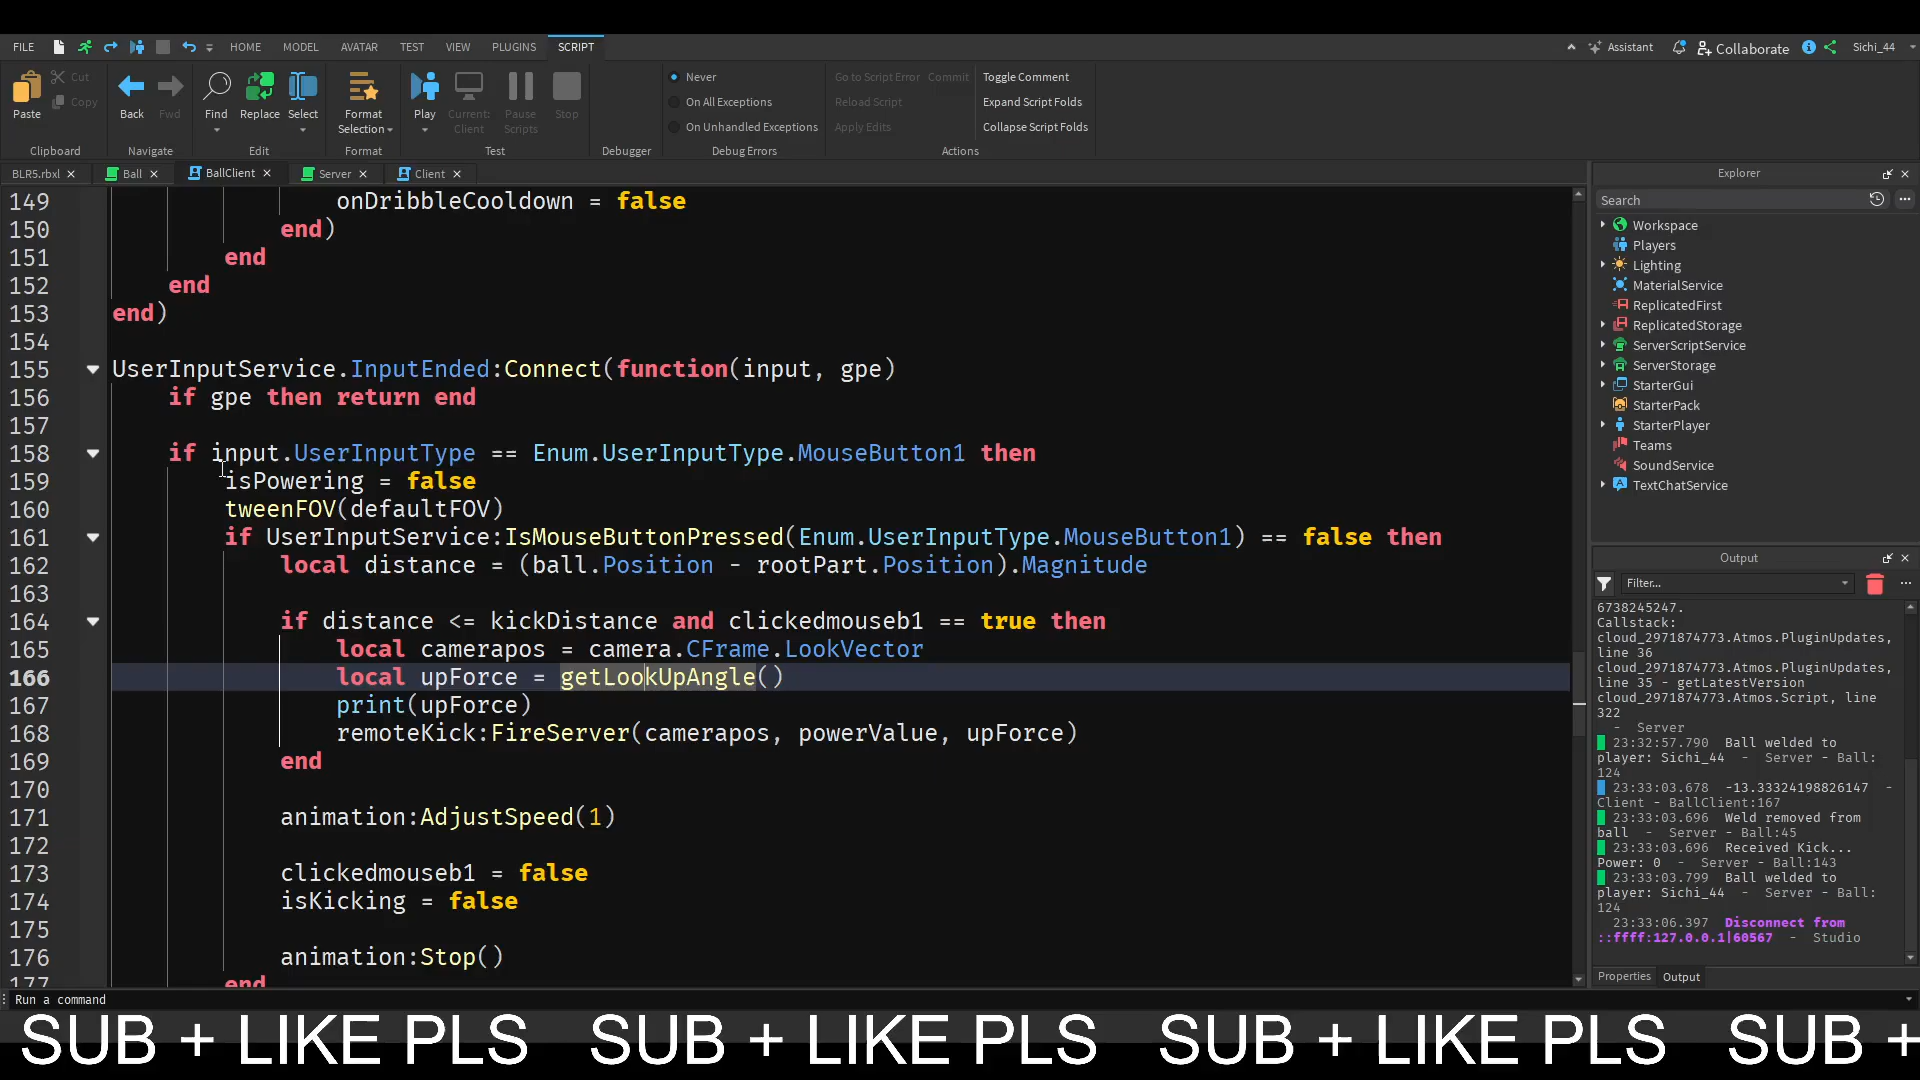 FILE HOME MODEL AVATAR TEST VIEW PLUGINS SCRIPT Assistant Collaborate Sichi_44
Cut
Copy
Paste
Clipboard
Back Fwd
Navigate
Find Replace Select
Edit
Format Selection
Format
Play Current: Client Pause Scripts Stop
Test
Debugger
Never
On All Exceptions
On Unhandled Exceptions
Debug Errors
Go to Script Error Commit
Reload Script
Apply Edits
Toggle Comment
Expand Script Folds
Collapse Script Folds
Actions
BLR5.rbxl Ball BallClient Server Client
149 onDribbleCooldown = false
150 end)
151 end
152 end
153 end)
154
155 UserInputService.InputEnded:Connect(function(input, gpe)
156 if gpe then return end
157
158 if input.UserInputType == Enum.UserInputType.MouseButton1 then
159 isPowering = false
160 tweenFOV(defaultFOV)
161 if UserInputService:IsMouseButtonPressed(Enum.UserInputType.MouseButton1) == false then
162 local distance = (ball.Position - rootPart.Position).Magnitude
163
164 if distance <= kickDistance and clickedmouseb1 == true then
165 local camerapos = camera.CFrame.LookVector
166 local upForce = getLookUpAngle()
167 print(upForce)
168 remoteKick:FireServer(camerapos, powerValue, upForce)
169 end
170
171 animation:AdjustSpeed(1)
172
173 clickedmouseb1 = false
174 isKicking = false
175
176 animation:Stop()
177 end
Explorer
Search
Workspace
Players
Lighting
MaterialService
ReplicatedFirst
ReplicatedStorage
ServerScriptService
ServerStorage
StarterGui
StarterPack
StarterPlayer
Teams
SoundService
TextChatService
Output
Filter...
6738245247.
Callstack:
cloud_2971874773.Atmos.PluginUpdates,
line 36
cloud_2971874773.Atmos.PluginUpdates,
line 35 - getLatestVersion
cloud_2971874773.Atmos.Script, line
322
- Server
23:32:57.790 Ball welded to
player: Sichi_44 - Server - Ball:
124
23:33:03.678 -13.33324198826147 -
Client - BallClient:167
23:33:03.696 Weld removed from
ball - Server - Ball:45
23:33:03.696 Received Kick...
Power: 0 - Server - Ball:143
23:33:03.799 Ball welded to
player: Sichi_44 - Server - Ball:
124
23:33:06.397 Disconnect from
::ffff:127.0.0.1|60567 - Studio
Properties Output
Run a command
SUB + LIKE PLS SUB + LIKE PLS SUB + LIKE PLS SUB +